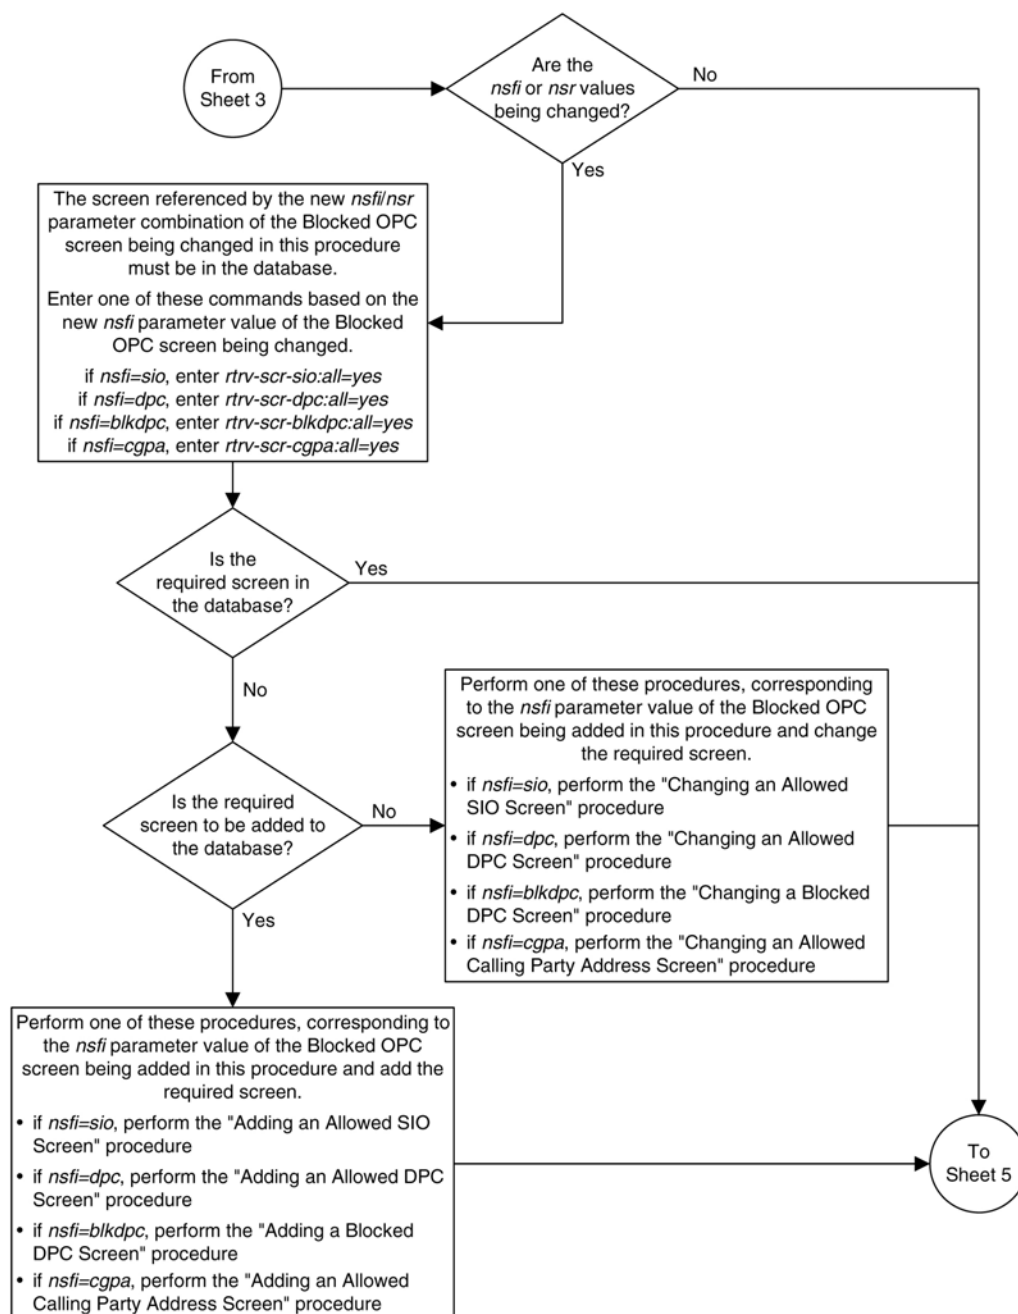 From
Sheet 3
Are the
nsfi or nsr values
being changed?
No
Yes
The screen referenced by the new nsfi/nsr
parameter combination of the Blocked OPC
screen being changed in this procedure
must be in the database.
Enter one of these commands based on the
new nsfi parameter value of the Blocked
OPC screen being changed.
if nsfi=sio, enter rtrv-scr-sio:all=yes
if nsfi=dpc, enter rtrv-scr-dpc:all=yes
if nsfi=blkdpc, enter rtrv-scr-blkdpc:all=yes
if nsfi=cgpa, enter rtrv-scr-cgpa:all=yes
Is the
required screen in
the database?
Yes
No
Is the required
screen to be added to
the database?
No
Yes
Perform one of these procedures, corresponding
to the nsfi parameter value of the Blocked OPC
screen being added in this procedure and change
the required screen.
• if nsfi=sio, perform the "Changing an Allowed
SIO Screen" procedure
• if nsfi=dpc, perform the "Changing an Allowed
DPC Screen" procedure
• if nsfi=blkdpc, perform the "Changing a Blocked
DPC Screen" procedure
• if nsfi=cgpa, perform the "Changing an Allowed
Calling Party Address Screen" procedure
Perform one of these procedures, corresponding to
the nsfi parameter value of the Blocked OPC
screen being added in this procedure and add the
required screen.
• if nsfi=sio, perform the "Adding an Allowed SIO
Screen" procedure
• if nsfi=dpc, perform the "Adding an Allowed DPC
Screen" procedure
• if nsfi=blkdpc, perform the "Adding a Blocked
DPC Screen" procedure
• if nsfi=cgpa, perform the "Adding an Allowed
Calling Party Address Screen" procedure
To
Sheet 5